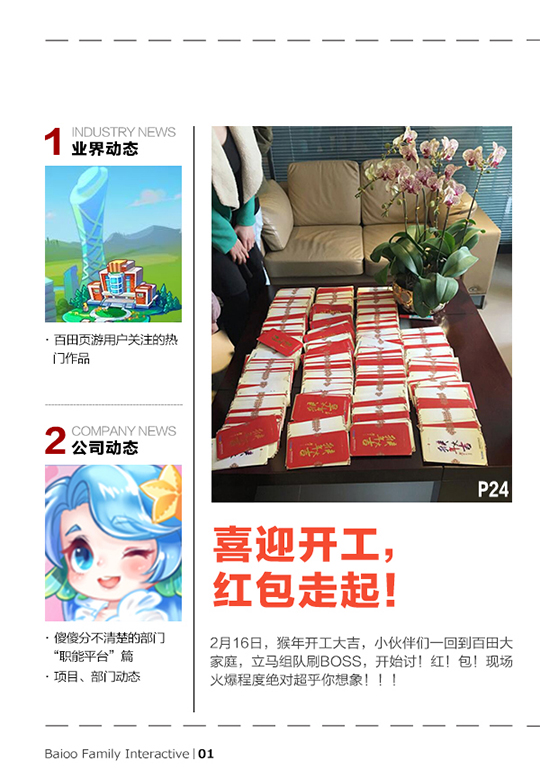 1 INDUSTRY NEWS
业界动态
· 百田页游用户关注的热
门作品
2 COMPANY NEWS
公司动态
· 傻傻分不清楚的部门
“职能平台”篇
· 项目、部门动态
P24
喜迎开工，
红包走起！
2月16日，猴年开工大吉，小伙伴们一回到百田大
家庭，立马组队刷BOSS，开始讨！红！包！现场
火爆程度绝对超乎你想象！！！
Baioo Family Interactive | 01